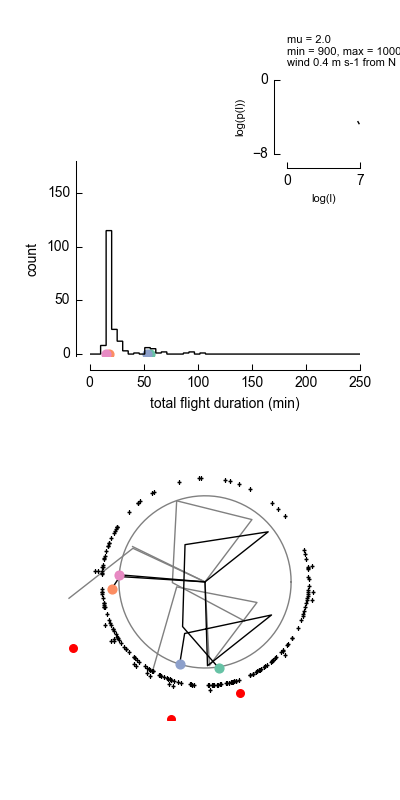 mu = 2.0
min = 900, max = 1000
wind 0.4 m s-1 from N
0
log(p(l))
−8
0 7
log(l)
150
count
100
50
0
0 50 100 150 200 250
total flight duration (min)